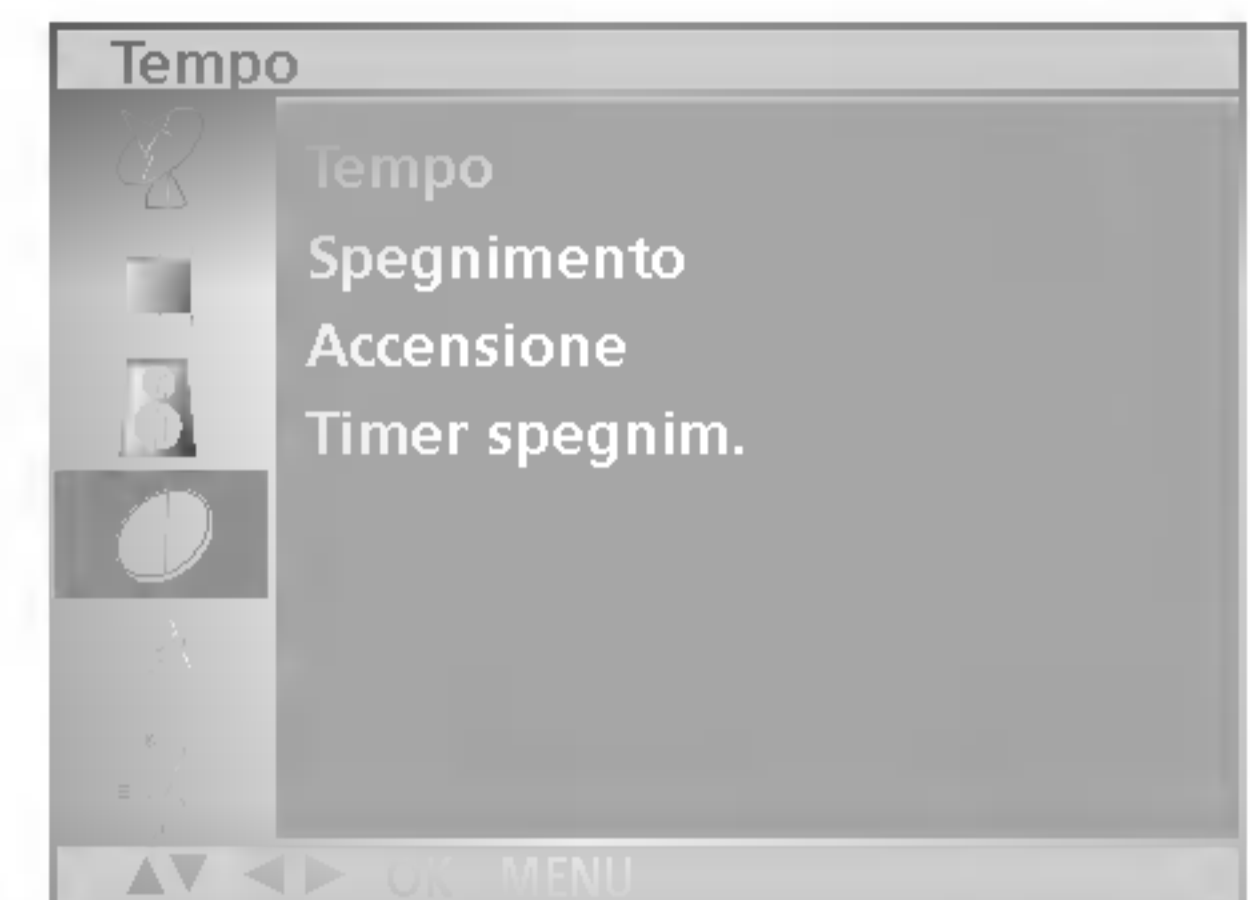 Tempo
Tempo
Spegnimento
Accensione
Timer spegnim.
▲▼ ◀ ▶ OK MENU